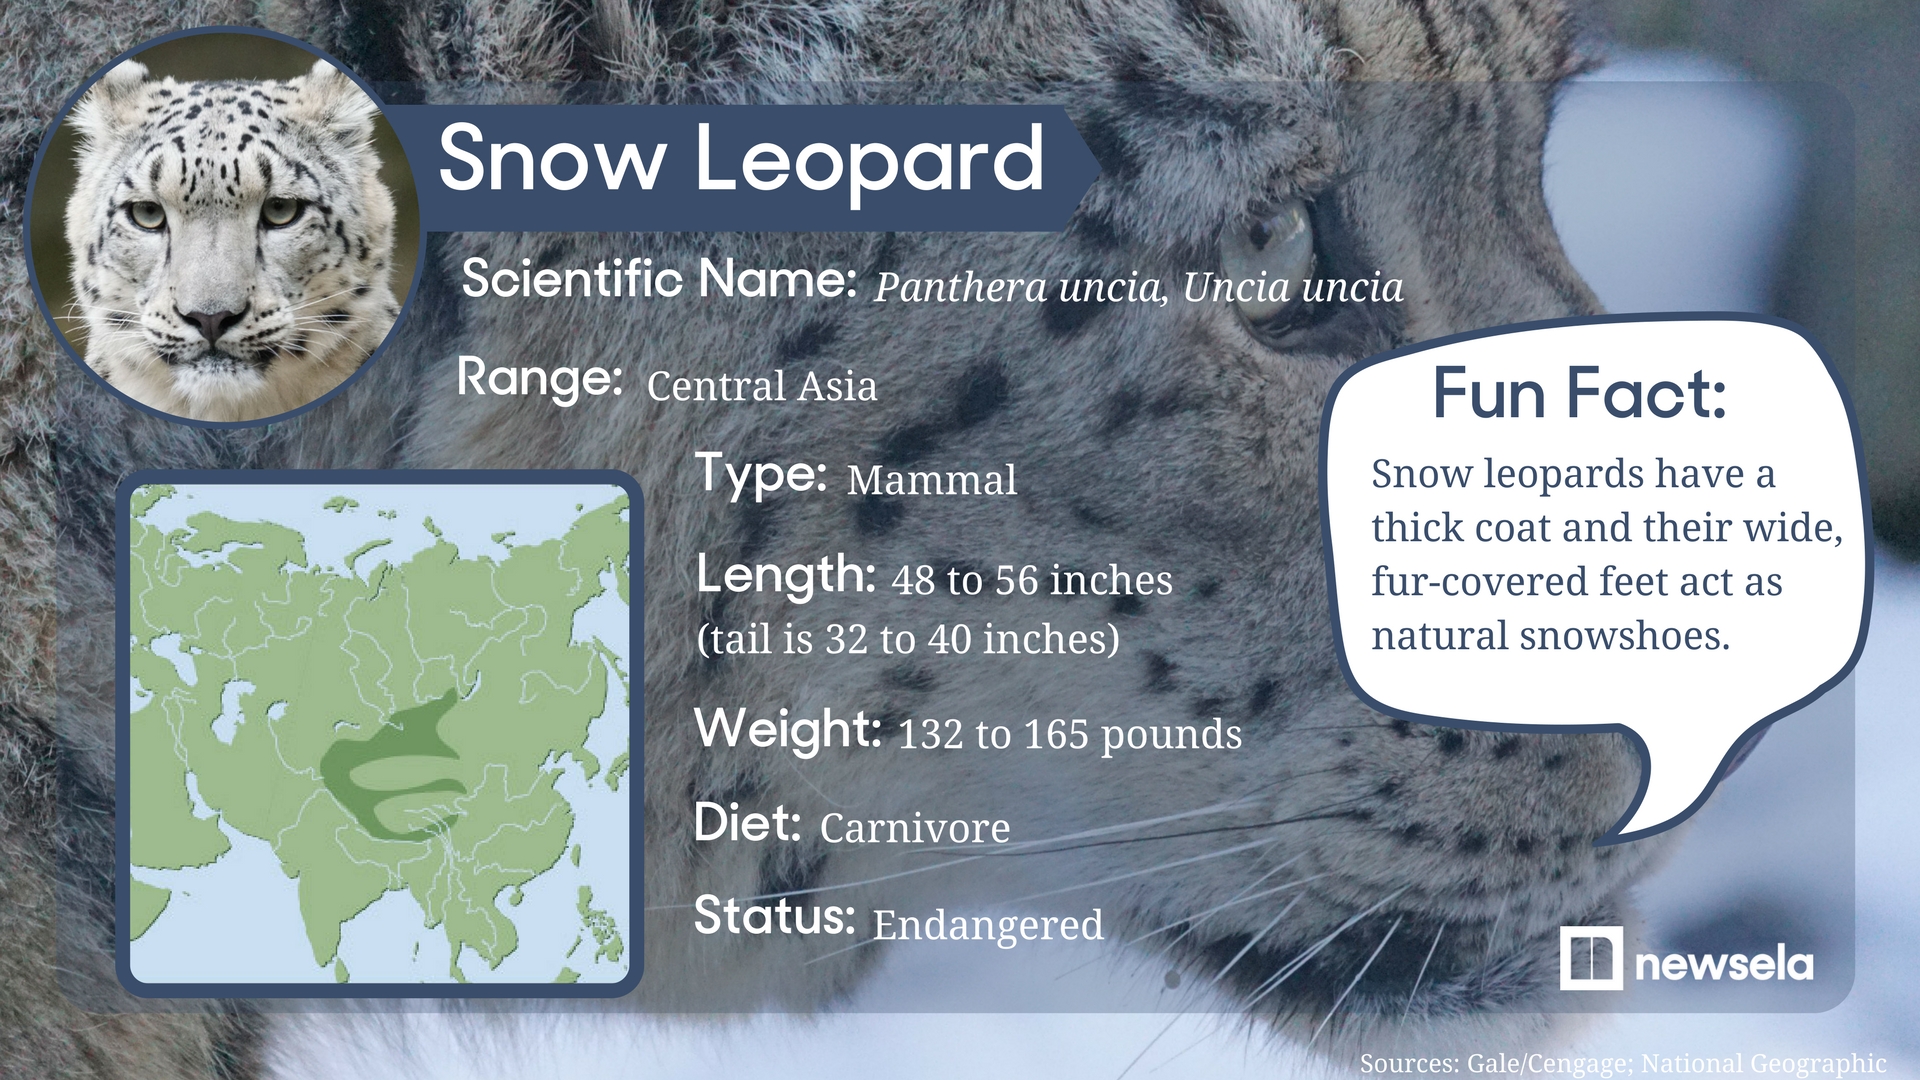 Snow Leopard
Scientific Name: Panthera uncia, Uncia uncia
Range: Central Asia
Type: Mammal
Length: 48 to 56 inches
(tail is 32 to 40 inches)
Weight: 132 to 165 pounds
Diet: Carnivore
Status: Endangered
Fun Fact:
Snow leopards have a
thick coat and their wide,
fur-covered feet act as
natural snowshoes.
newsela
Sources: Gale/Cengage; National Geographic